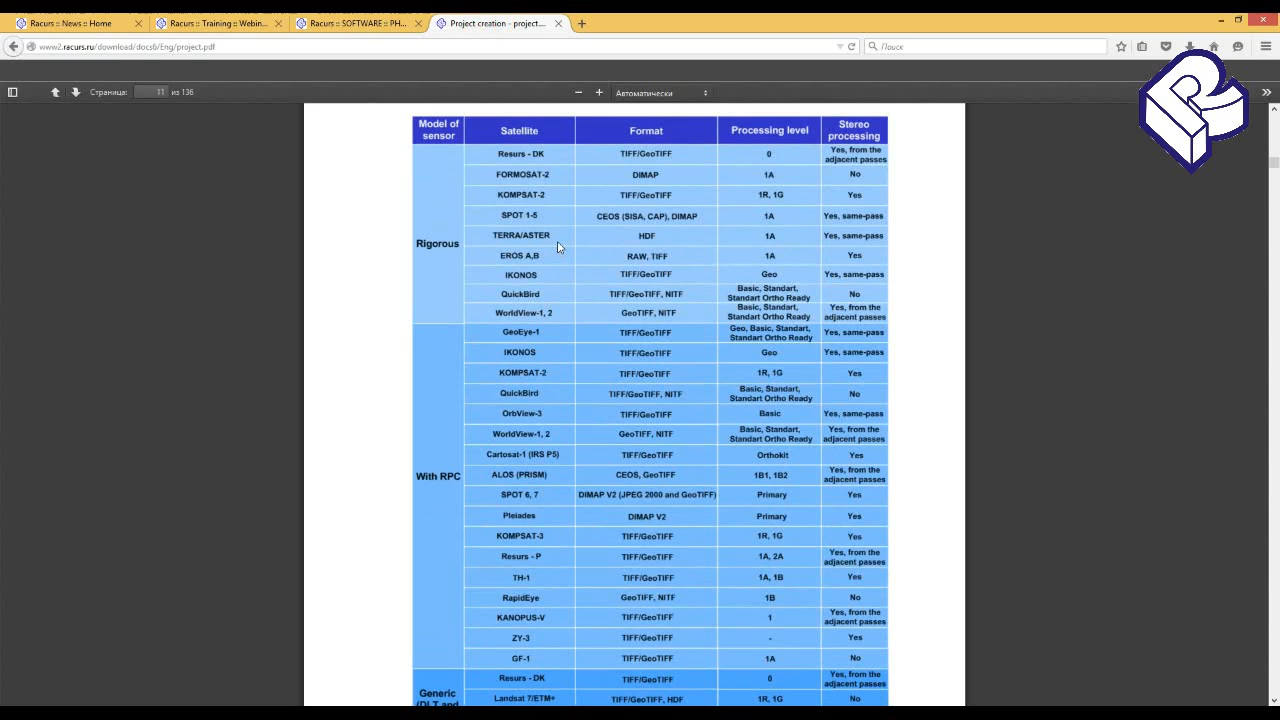 Racurs :: News :: Home
Racurs :: Training :: Webin...
Racurs :: SOFTWARE :: PH...
Project creation - project....
www2.racurs.ru/download/docs6/Eng/project.pdf
Поиск
Страница: 11 из 136
Автоматически
Model of sensor Satellite Format Processing level Stereo processing
Rigorous
Resurs - DK TIFF/GeoTIFF 0 Yes, from the adjacent passes
FORMOSAT-2 DIMAP 1A No
KOMPSAT-2 TIFF/GeoTIFF 1R, 1G Yes
SPOT 1-5 CEOS (SISA, CAP), DIMAP 1A Yes, same-pass
TERRA/ASTER HDF 1A Yes, same-pass
EROS A,B RAW, TIFF 1A Yes
IKONOS TIFF/GeoTIFF Geo Yes, same-pass
QuickBird TIFF/GeoTIFF, NITF Basic, Standart, Standart Ortho Ready No
WorldView-1, 2 GeoTIFF, NITF Basic, Standart, Standart Ortho Ready Yes, from the adjacent passes
With RPC
GeoEye-1 TIFF/GeoTIFF Geo, Basic, Standart, Standart Ortho Ready Yes, same-pass
IKONOS TIFF/GeoTIFF Geo Yes, same-pass
KOMPSAT-2 TIFF/GeoTIFF 1R, 1G Yes
QuickBird TIFF/GeoTIFF, NITF Basic, Standart, Standart Ortho Ready No
OrbView-3 TIFF/GeoTIFF Basic Yes, same-pass
WorldView-1, 2 GeoTIFF, NITF Basic, Standart, Standart Ortho Ready Yes, from the adjacent passes
Cartosat-1 (IRS P5) TIFF/GeoTIFF Orthokit Yes
ALOS (PRISM) CEOS, GeoTIFF 1B1, 1B2 Yes, from the adjacent passes
SPOT 6, 7 DIMAP V2 (JPEG 2000 and GeoTIFF) Primary Yes
Pleiades DIMAP V2 Primary Yes
KOMPSAT-3 TIFF/GeoTIFF 1R, 1G Yes
Resurs - P TIFF/GeoTIFF 1A, 2A Yes, from the adjacent passes
TH-1 TIFF/GeoTIFF 1A, 1B Yes
RapidEye GeoTIFF, NITF 1B No
KANOPUS-V TIFF/GeoTIFF 1 Yes, from the adjacent passes
ZY-3 TIFF/GeoTIFF - Yes
GF-1 TIFF/GeoTIFF 1A No
Generic (DLT and
Resurs - DK TIFF/GeoTIFF 0 Yes, from the adjacent passes
Landsat 7/ETM+ TIFF/GeoTIFF, HDF 1R, 1G No